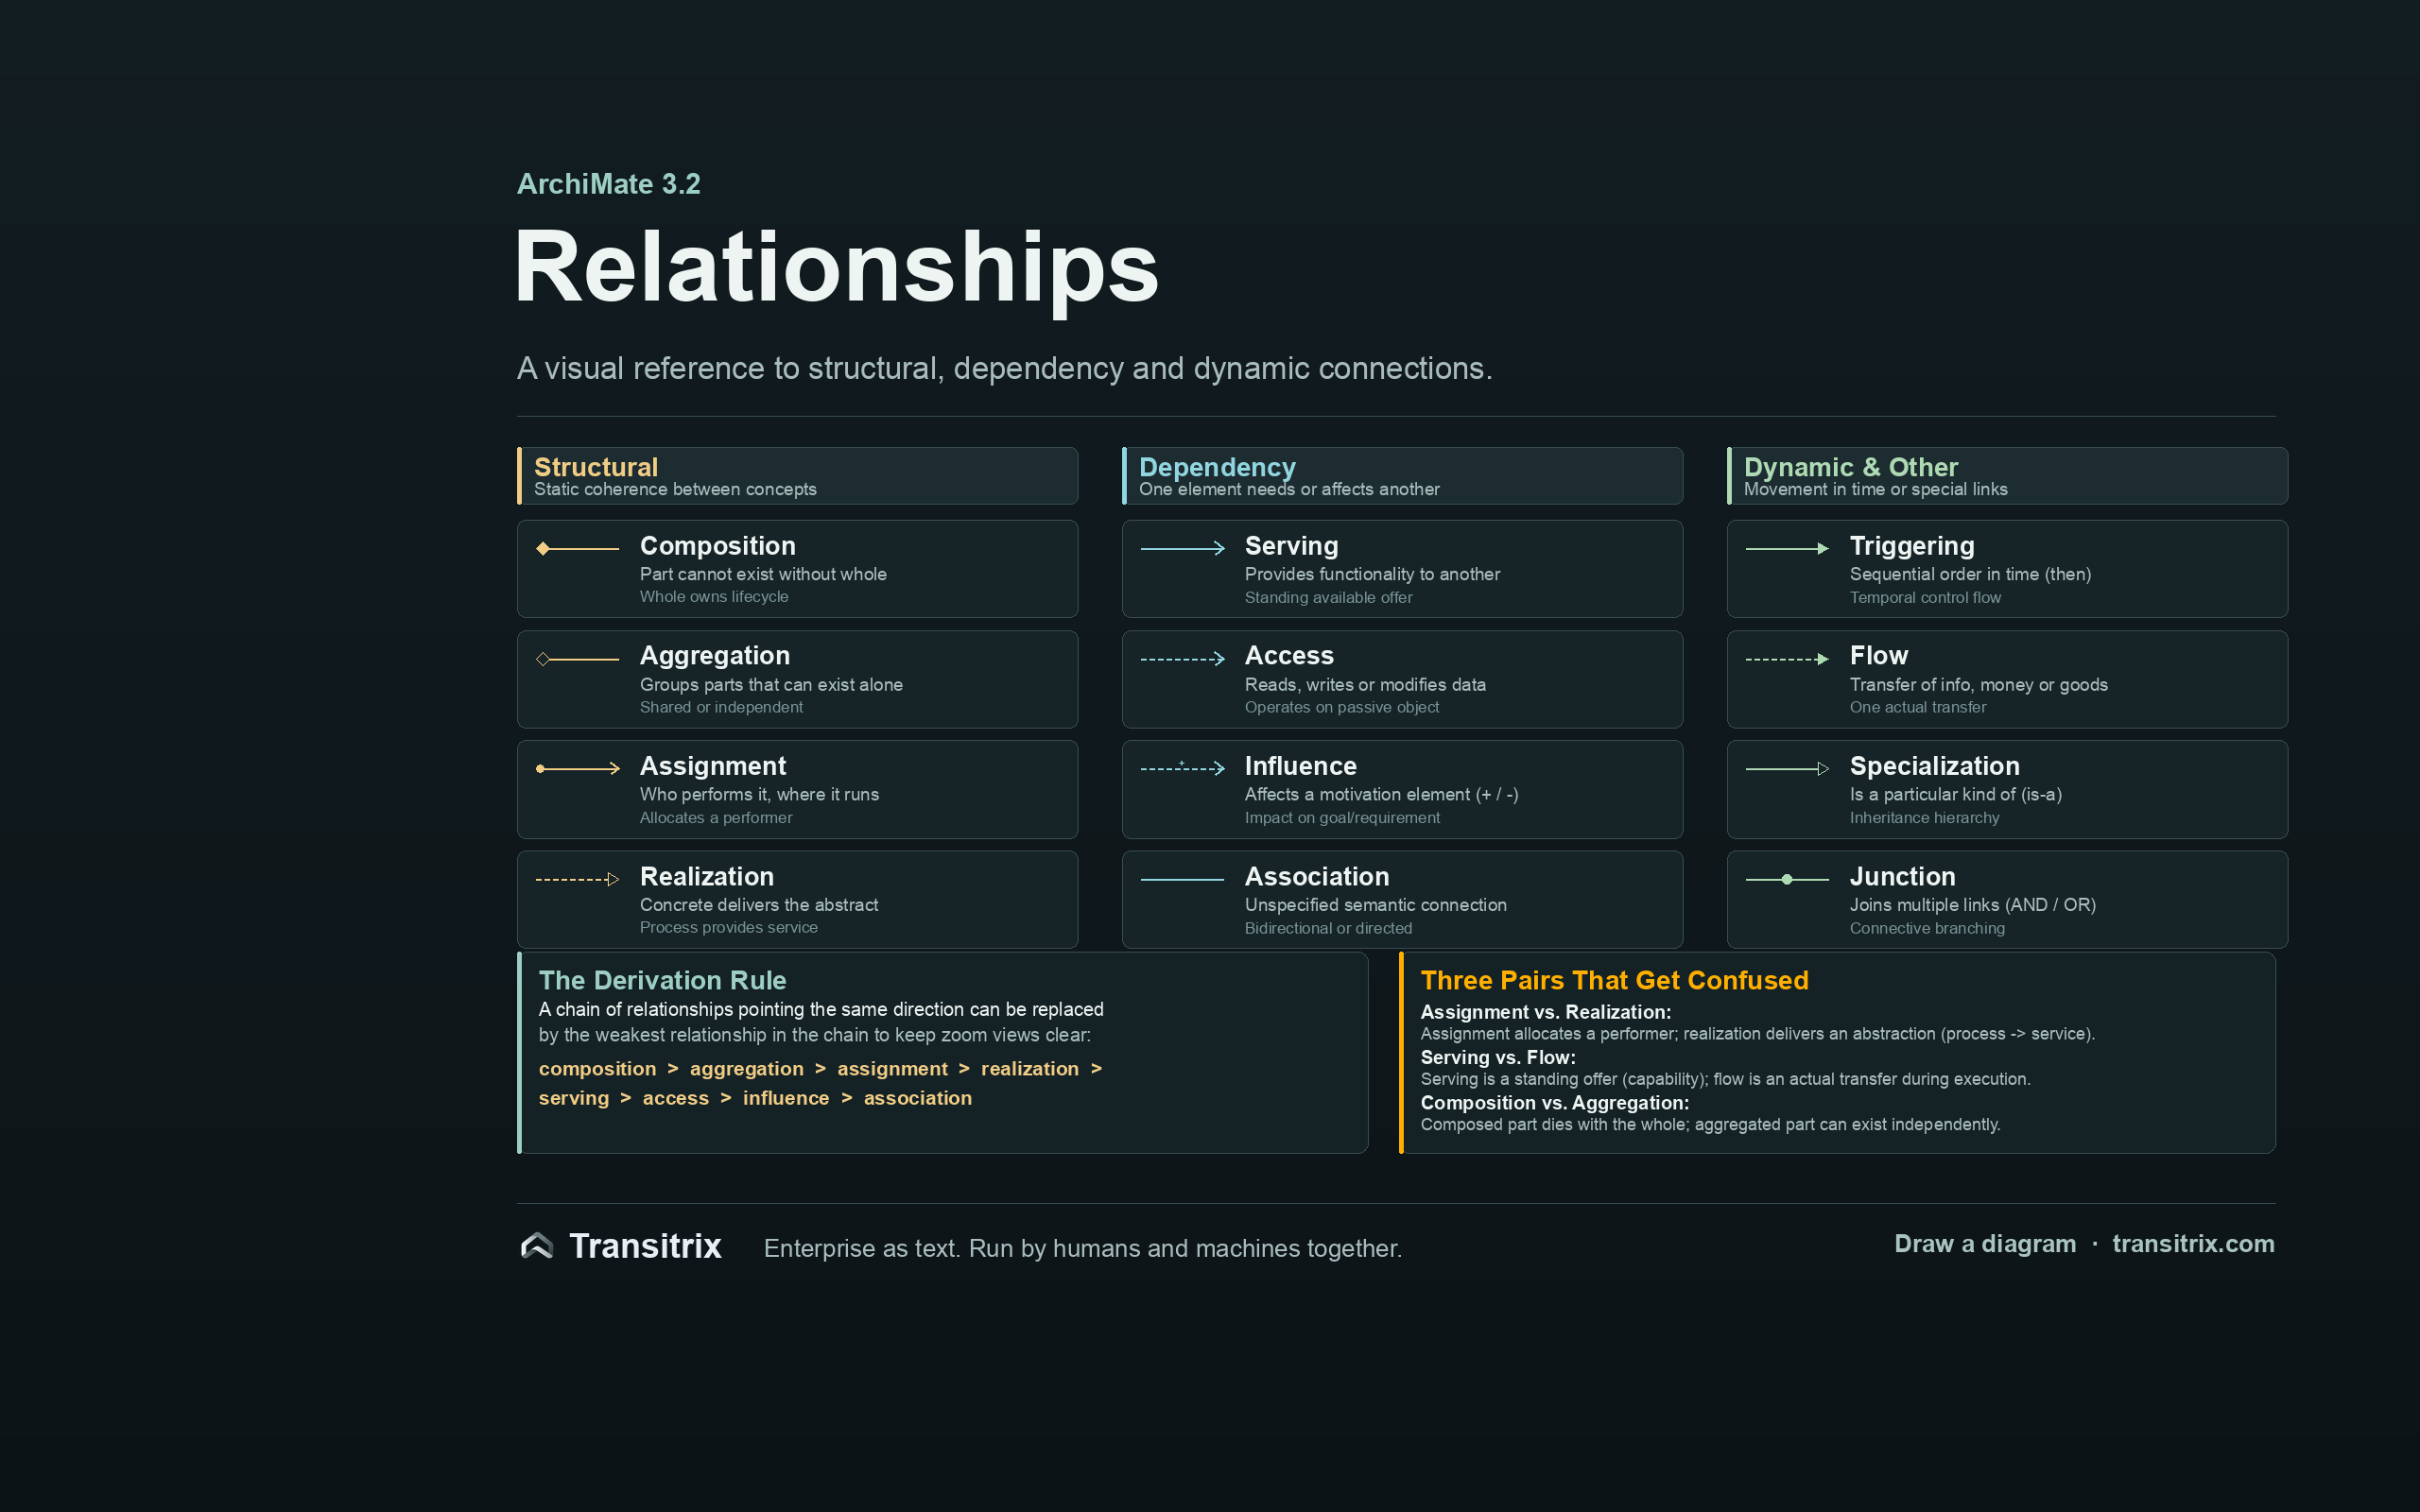 ArchiMate 3.2
Relationships
A visual reference to structural, dependency and dynamic connections.
Structural
Static coherence between concepts
Composition
Part cannot exist without whole
Whole owns lifecycle
Aggregation
Groups parts that can exist alone
Shared or independent
Assignment
Who performs it, where it runs
Allocates a performer
Realization
Concrete delivers the abstract
Process provides service
Dependency
One element needs or affects another
Serving
Provides functionality to another
Standing available offer
Access
Reads, writes or modifies data
Operates on passive object
+
Influence
Affects a motivation element (+ / -)
Impact on goal/requirement
Association
Unspecified semantic connection
Bidirectional or directed
Dynamic & Other
Movement in time or special links
Triggering
Sequential order in time (then)
Temporal control flow
Flow
Transfer of info, money or goods
One actual transfer
Specialization
Is a particular kind of (is-a)
Inheritance hierarchy
Junction
Joins multiple links (AND / OR)
Connective branching
The Derivation Rule
A chain of relationships pointing the same direction can be replaced
by the weakest relationship in the chain to keep zoom views clear:
composition > aggregation > assignment > realization >
serving > access > influence > association
Three Pairs That Get Confused
Assignment vs. Realization:
Assignment allocates a performer; realization delivers an abstraction (process -> service).
Serving vs. Flow:
Serving is a standing offer (capability); flow is an actual transfer during execution.
Composition vs. Aggregation:
Composed part dies with the whole; aggregated part can exist independently.
Transitrix
Enterprise as text. Run by humans and machines together.
Draw a diagram · transitrix.com